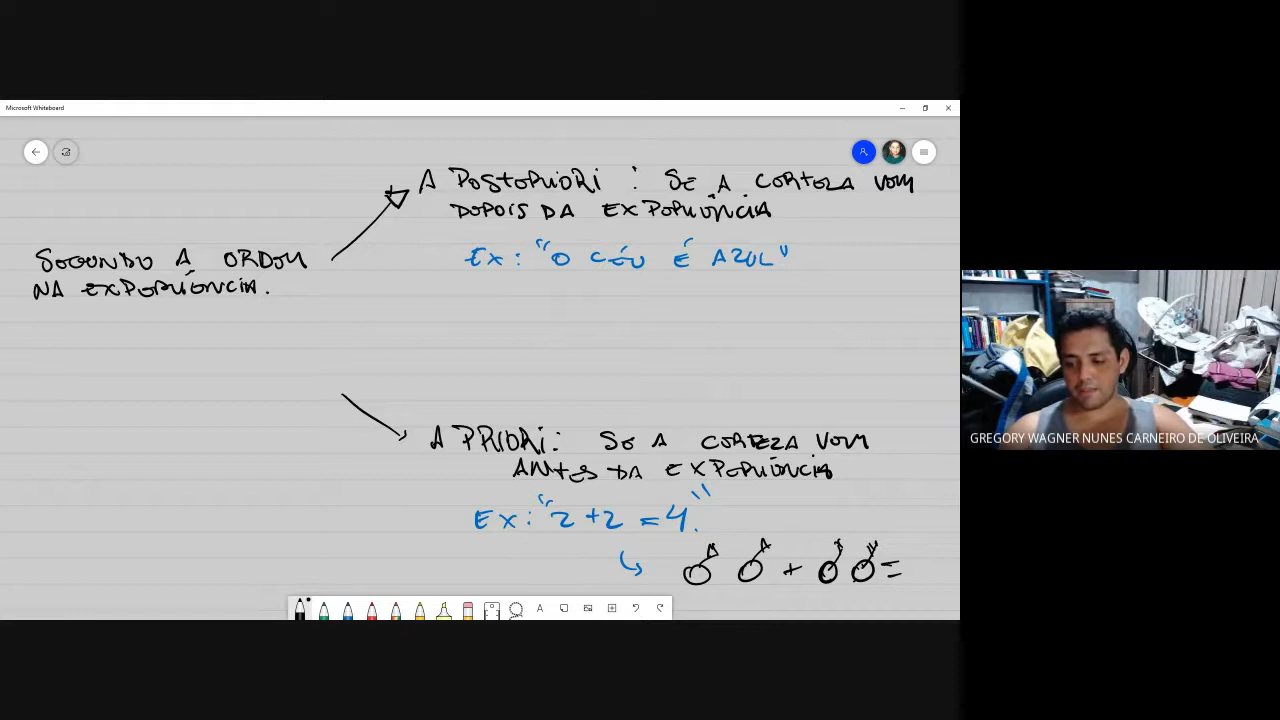 Microsoft Whiteboard
A POSTERIORI : SE A CERTEZA VEM
DEPOIS DA EXPERIÊNCIA
EX: "O CÉU É AZUL"
SEGUNDO A ORDEM
NA EXPERIÊNCIA.
A PRIORI: SE A CERTEZA VEM
ANTES DA EXPERIÊNCIA
EX: "2+2=4".
+ =
GREGORY WAGNER NUNES CARNEIRO DE OLIVEIRA